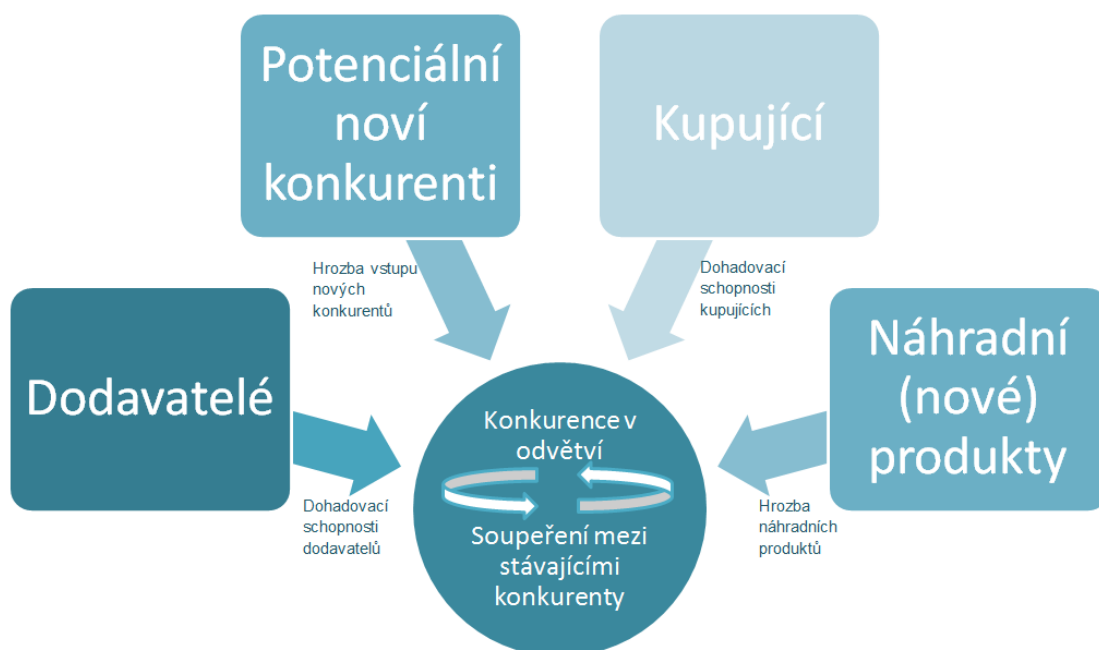 Potenciální
noví
konkurenti
Kupující
Hrozba vstupu
nových
konkurentů
Dohadovací
schopnosti
kupujících
Dodavatelé
Náhradní
(nové)
produkty
Konkurence v
odvětví
Soupeření mezi
stávajícími
konkurenty
Dohadovací
schopnosti
dodavatelů
Hrozba
náhradních
produktů